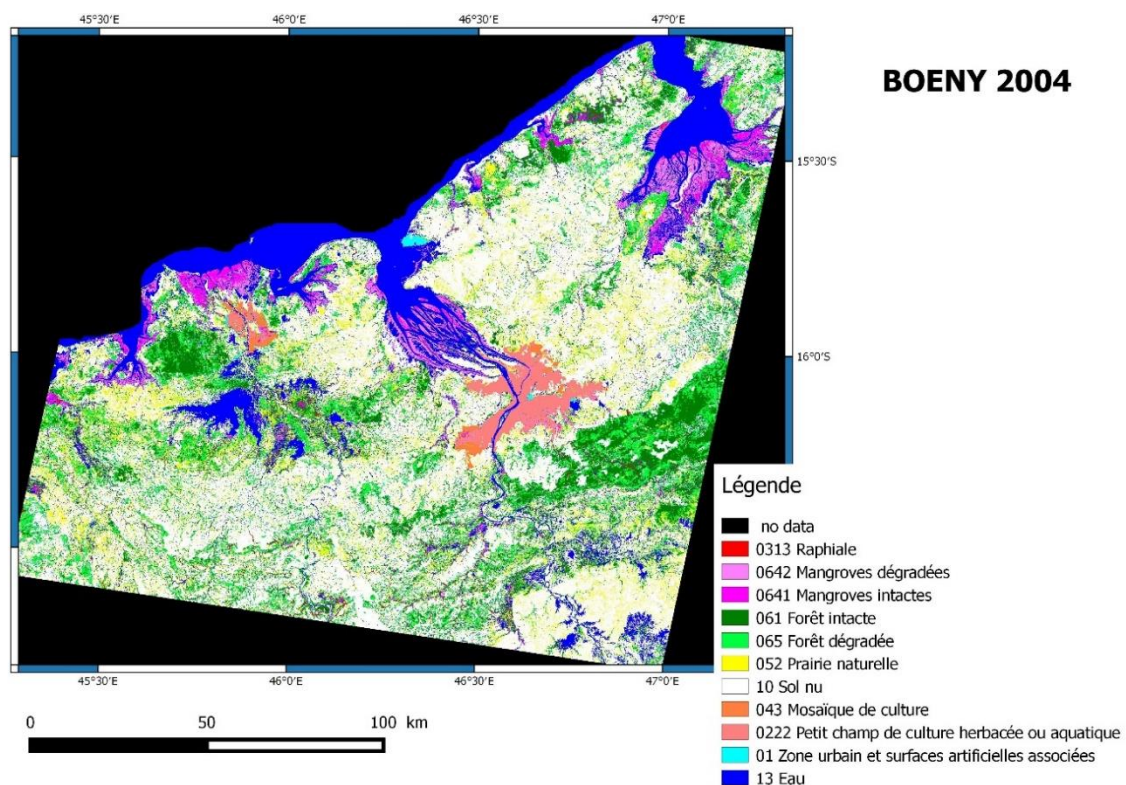 45°30'E 46°0'E 46°30'E 47°0'E
BOENY 2004
15°30'S
16°0'S
Légende
no data
0313 Raphiale
0642 Mangroves dégradées
0641 Mangroves intactes
061 Forêt intacte
065 Forêt dégradée
052 Prairie naturelle
10 Sol nu
043 Mosaïque de culture
0222 Petit champ de culture herbacée ou aquatique
01 Zone urbain et surfaces artificielles associées
13 Eau
45°30'E 46°0'E 46°30'E 47°0'E
0 50 100 km